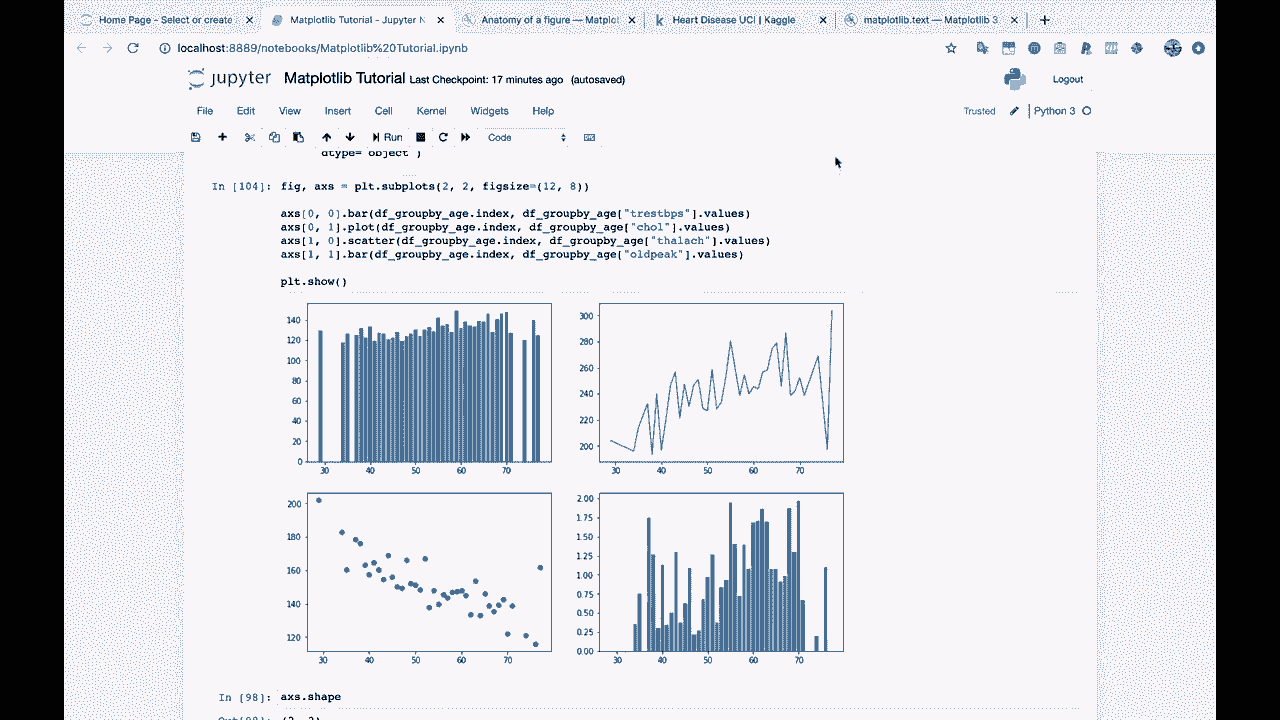 Home Page - Select or create
Matplotlib Tutorial - Jupyter N
Anatomy of a figure — Matplot
Heart Disease UCI | Kaggle
matplotlib.text — Matplotlib 3
localhost:8889/notebooks/Matplotlib%20Tutorial.ipynb
jupyter Matplotlib Tutorial Last Checkpoint: 17 minutes ago (autosaved)
Logout
File Edit View Insert Cell Kernel Widgets Help
Trusted Python 3
Run Code
dtype='object')
In [104]: fig, axs = plt.subplots(2, 2, figsize=(12, 8))
axs[0, 0].bar(df_groupby_age.index, df_groupby_age["trestbps"].values)
axs[0, 1].plot(df_groupby_age.index, df_groupby_age["chol"].values)
axs[1, 0].scatter(df_groupby_age.index, df_groupby_age["thalach"].values)
axs[1, 1].bar(df_groupby_age.index, df_groupby_age["oldpeak"].values)
plt.show()
140
120
100
80
60
40
20
0
30 40 50 60 70
300
280
260
240
220
200
30 40 50 60 70
200
180
160
140
120
30 40 50 60 70
2.00
1.75
1.50
1.25
1.00
0.75
0.50
0.25
0.00
30 40 50 60 70
In [98]: axs.shape